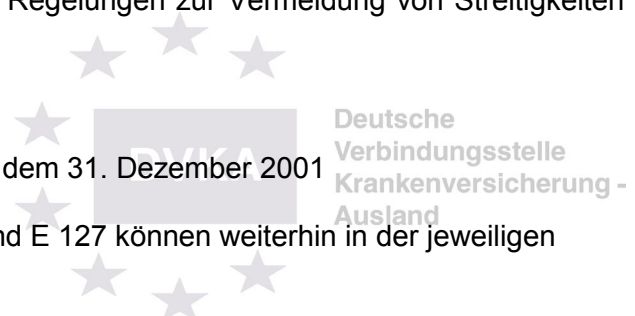 Regelungen zur Vermeidung von Streitigkeiten
dem 31. Dezember 2001
nd E 127 können weiterhin in der jeweiligen
DVKA
Deutsche
Verbindungsstelle
Krankenversicherung -
Ausland